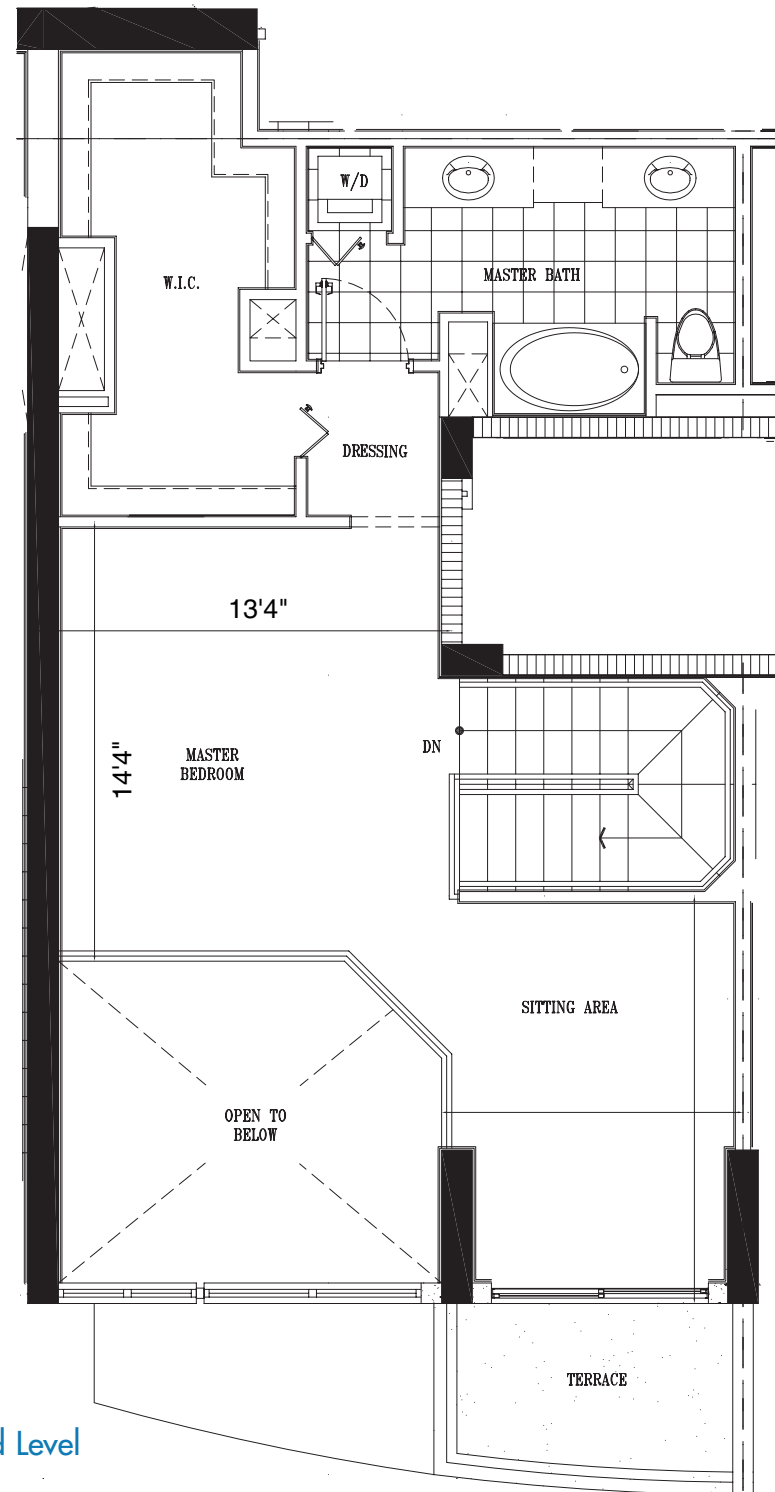 W/D
W.I.C.
MASTER BATH
DRESSING
13'4"
14'4"
MASTER
BEDROOM
DN
SITTING AREA
OPEN TO
BELOW
TERRACE
Level